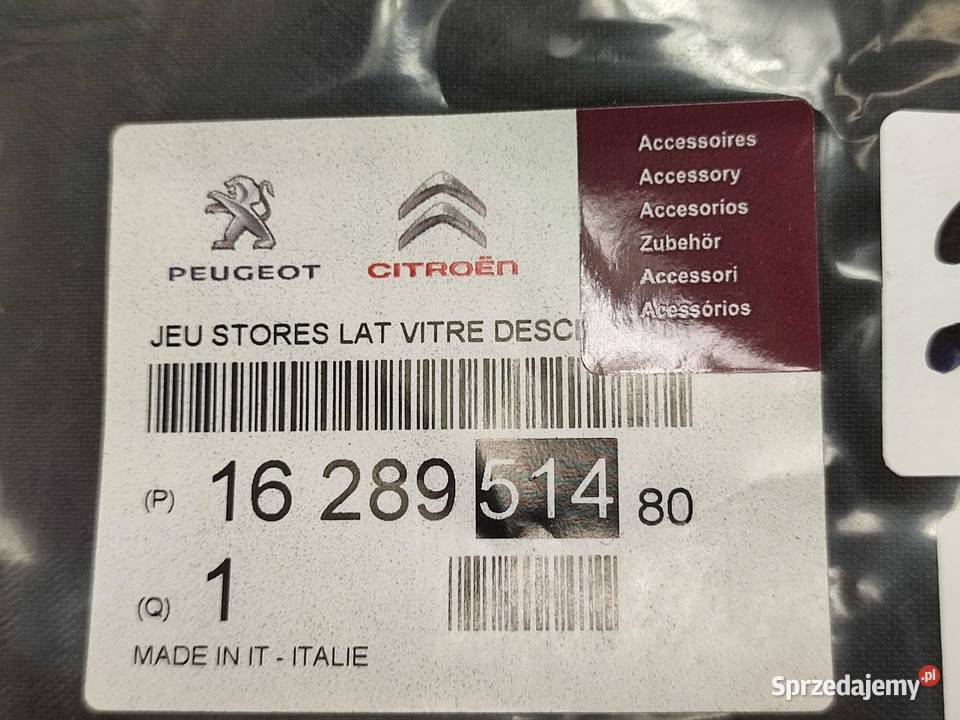 PEUGEOT
CITROËN
Accessoires
Accessory
Accesorios
Zubehör
Accessori
Acessórios
JEU STORES LAT VITRE
(P) 16 289 514 80
(Q) 1
MADE IN IT - ITALIE
Sprzedajemy.pl